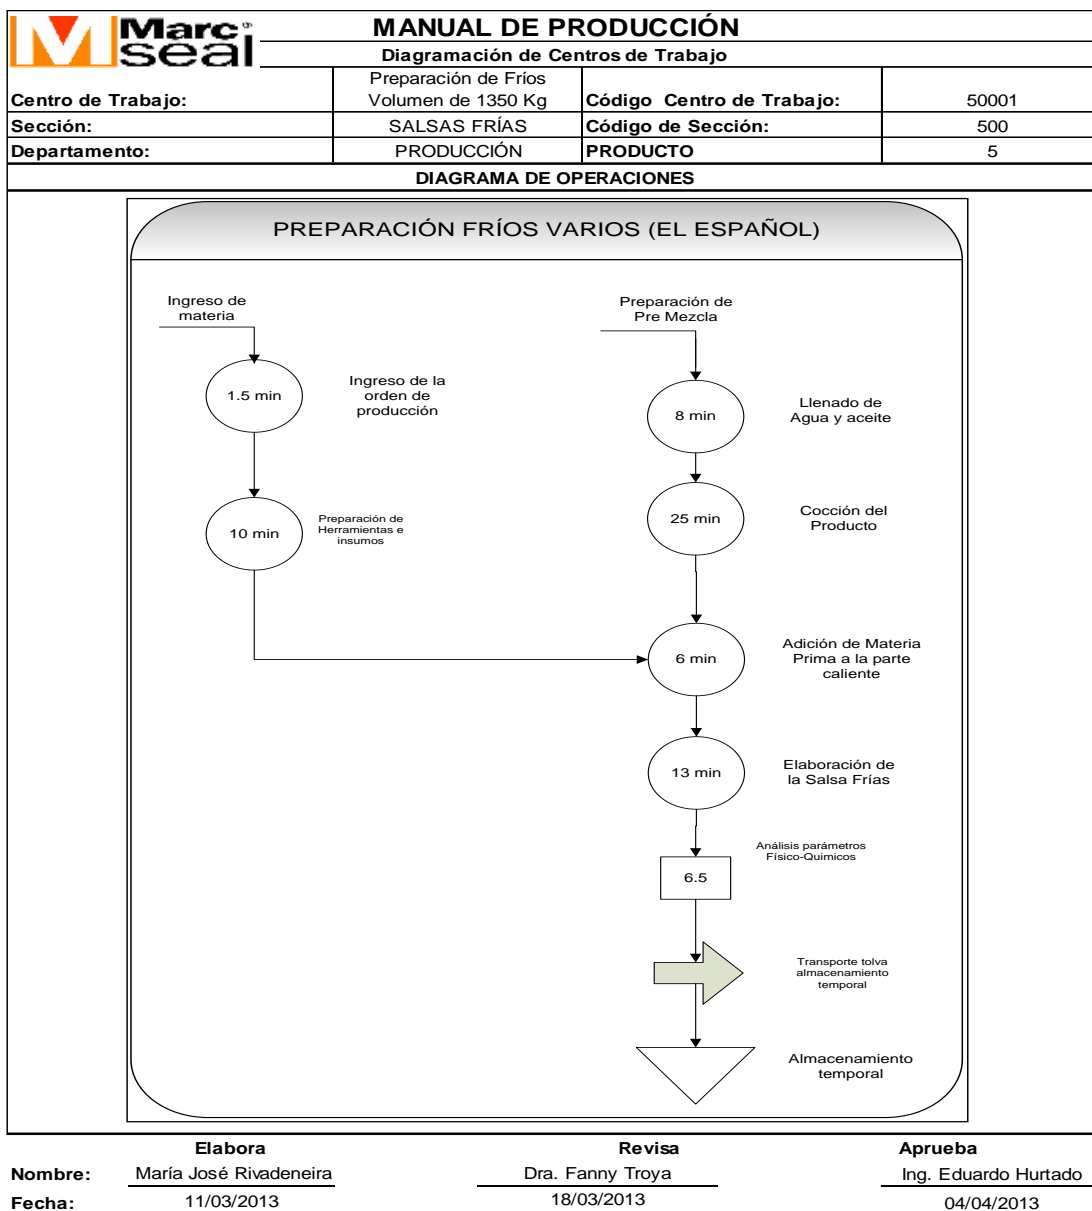 Marc
seal
MANUAL DE PRODUCCIÓN
Diagramación de Centros de Trabajo
Centro de Trabajo:
Preparación de Fríos
Volumen de 1350 Kg
Código Centro de Trabajo:
50001
Sección:
SALSAS FRÍAS
Código de Sección:
500
Departamento:
PRODUCCIÓN
PRODUCTO
5
DIAGRAMA DE OPERACIONES
PREPARACIÓN FRÍOS VARIOS (EL ESPAÑOL)
Ingreso de
materia
1.5 min
Ingreso de la
orden de
producción
10 min
Preparación de
Herramientas e
insumos
Preparación de
Pre Mezcla
8 min
Llenado de
Agua y aceite
25 min
Cocción del
Producto
6 min
Adición de Materia
Prima a la parte
caliente
13 min
Elaboración de
la Salsa Frías
6.5
Análisis parámetros
Físico-Quimicos
Transporte tolva
almacenamiento
temporal
Almacenamiento
temporal
Elabora
Revisa
Aprueba
Nombre:
María José Rivadeneira
Dra. Fanny Troya
Ing. Eduardo Hurtado
Fecha:
11/03/2013
18/03/2013
04/04/2013